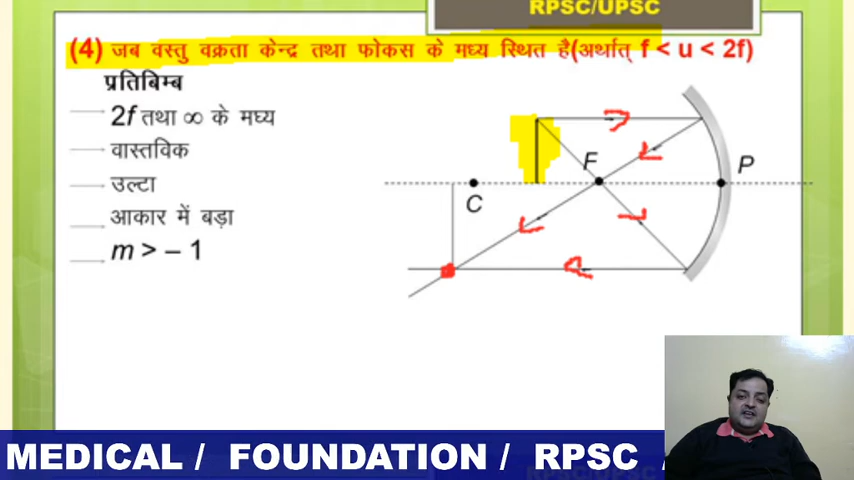 RPSC/UPSC
(4) जब वस्तु वक्रता केन्द्र तथा फोकस के मध्य स्थित है(अर्थात् f < u < 2f)
प्रतिबिम्ब
2f तथा ∞ के मध्य
वास्तविक
उल्टा
आकार में बड़ा
m > – 1
F
P
C
MEDICAL / FOUNDATION / RPSC /